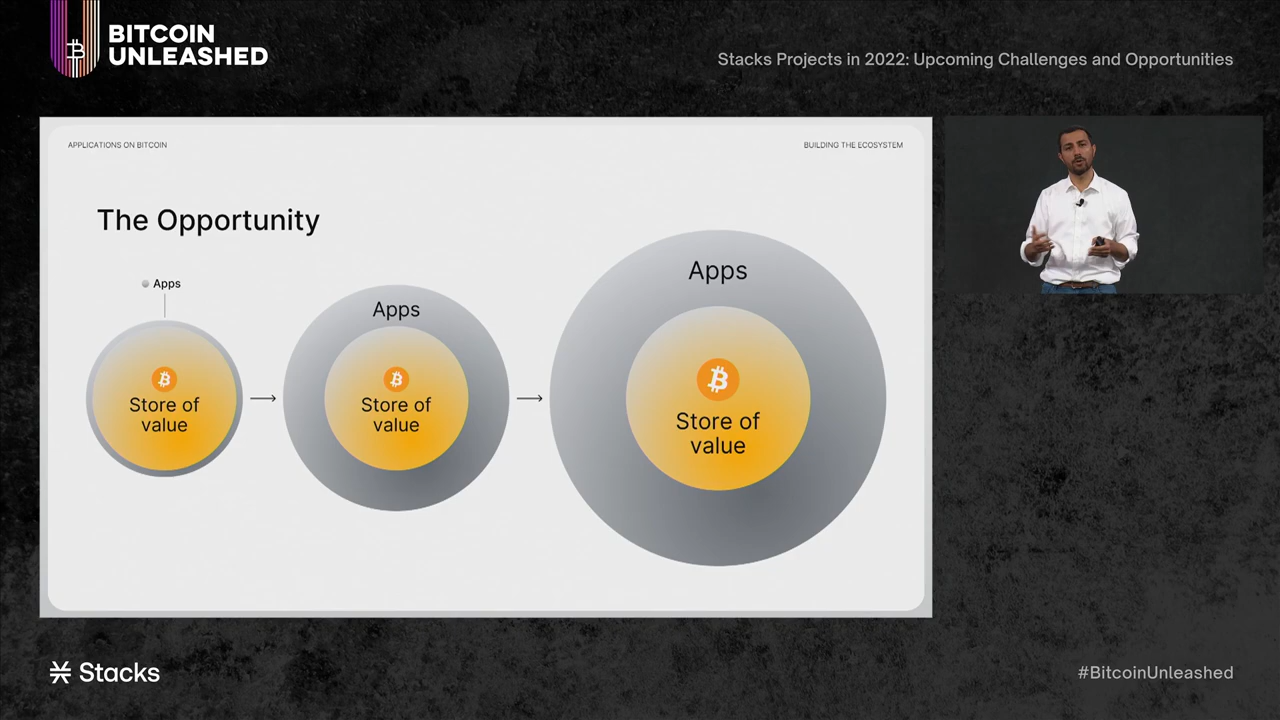 BITCOIN
UNLEASHED
Stacks Projects in 2022: Upcoming Challenges and Opportunities
APPLICATIONS ON BITCOIN
BUILDING THE ECOSYSTEM
The Opportunity
Apps
Store of
value
Apps
Store of
value
Apps
Store of
value
Stacks
#BitcoinUnleashed